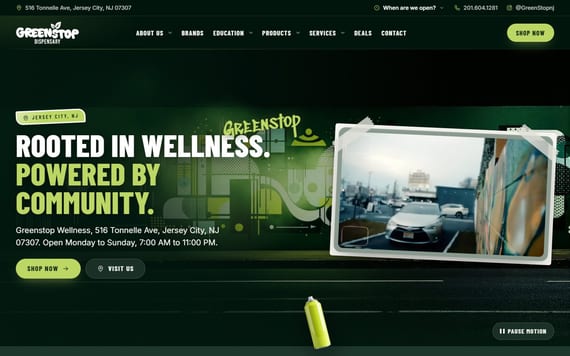 516 Tonnelle Ave, Jersey City, NJ 07307
When are we open?
201.604.1281
@GreenStopnj
GREENSTOP
DISPENSARY
ABOUT US
BRANDS
EDUCATION
PRODUCTS
SERVICES
DEALS
CONTACT
SHOP NOW
JERSEY CITY, NJ
GREENSTOP
ROOTED IN WELLNESS.
POWERED BY
COMMUNITY.
Greenstop Wellness, 516 Tonnelle Ave, Jersey City, NJ
07307. Open Monday to Sunday, 7:00 AM to 11:00 PM.
SHOP NOW
VISIT US
PAUSE MOTION